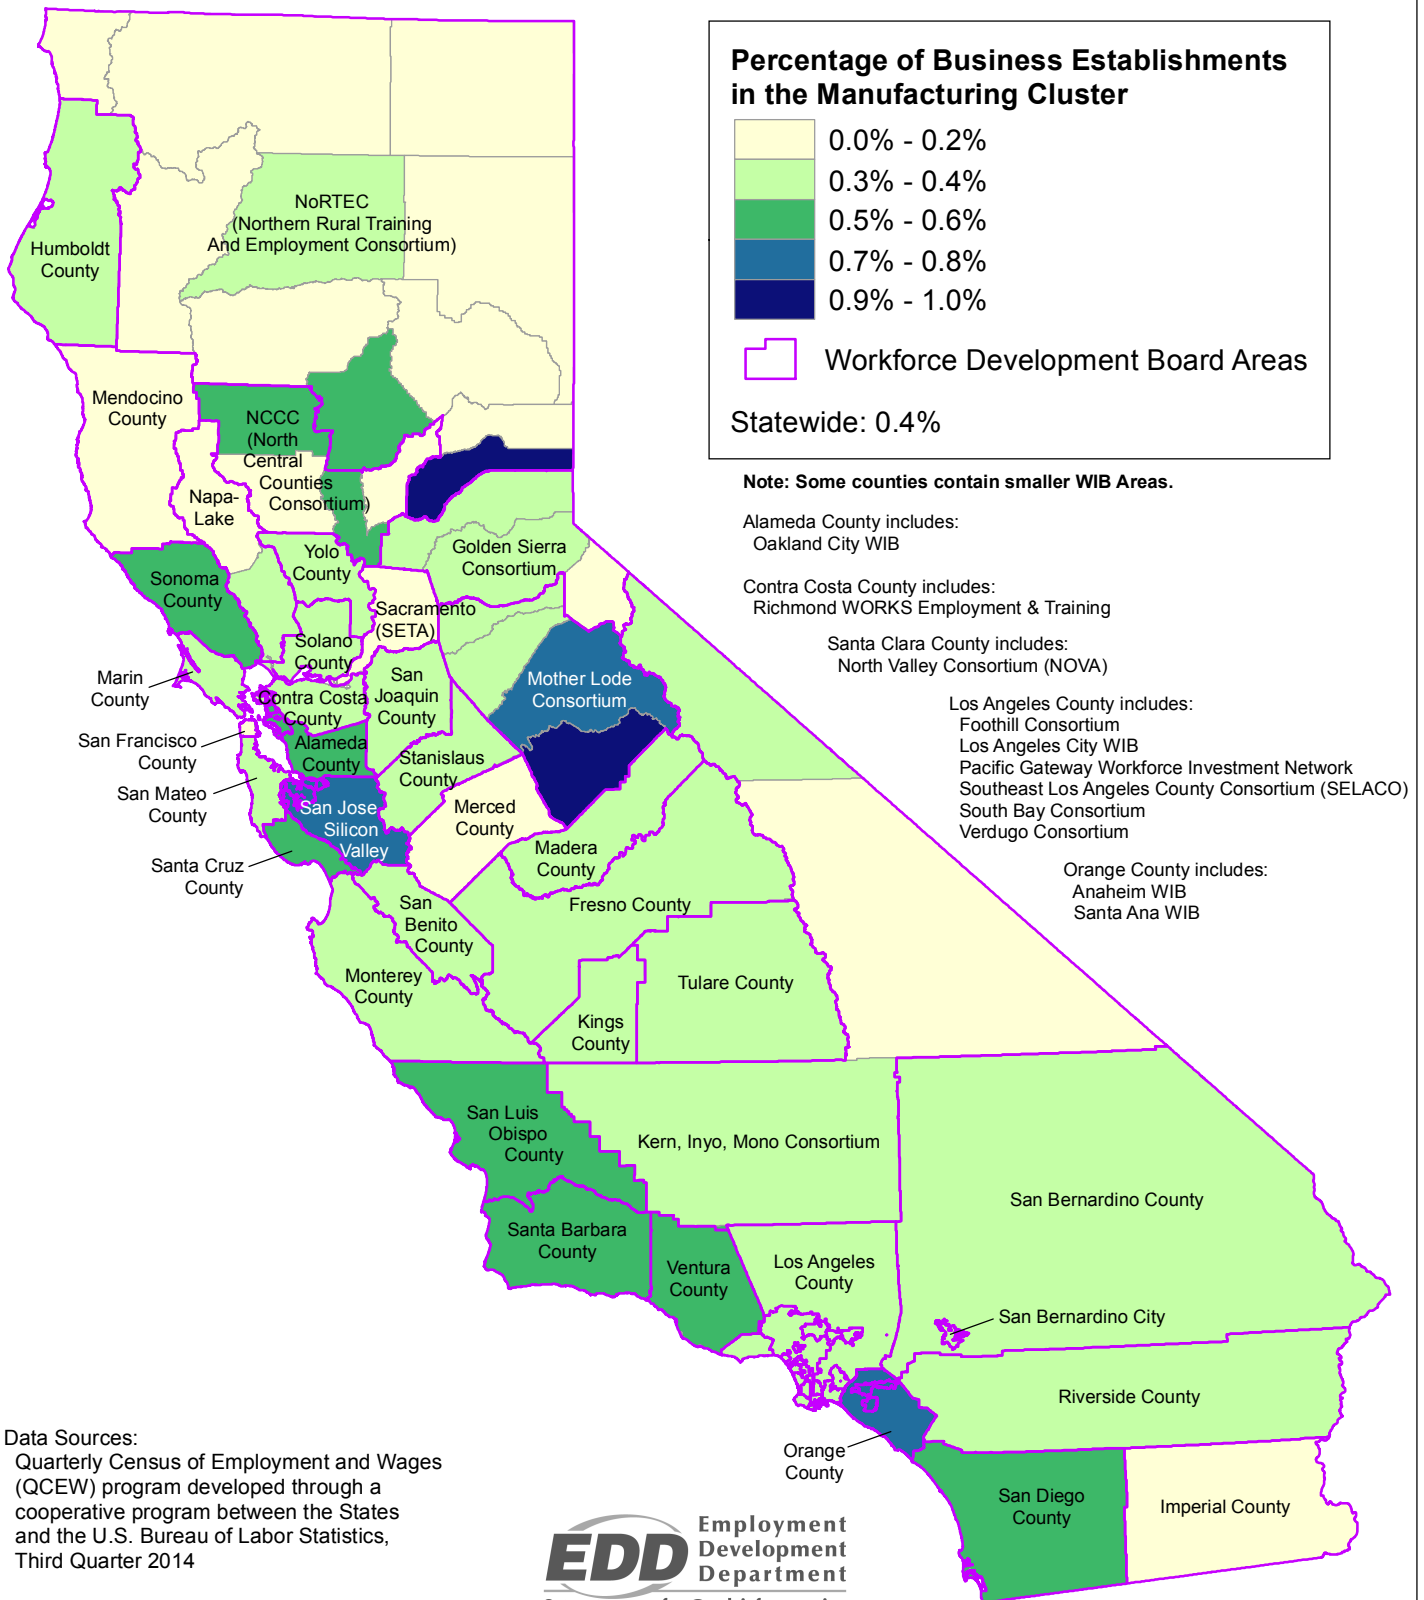 Percentage of Business Establishments
in the Manufacturing Cluster
0.0% - 0.2%
0.3% - 0.4%
0.5% - 0.6%
0.7% - 0.8%
0.9% - 1.0%
Workforce Development Board Areas
Statewide: 0.4%
Note: Some counties contain smaller WIB Areas.
Alameda County includes:
Oakland City WIB
Contra Costa County includes:
Richmond WORKS Employment & Training
Santa Clara County includes:
North Valley Consortium (NOVA)
Los Angeles County includes:
Foothill Consortium
Los Angeles City WIB
Pacific Gateway Workforce Investment Network
Southeast Los Angeles County Consortium (SELACO)
South Bay Consortium
Verdugo Consortium
Orange County includes:
Anaheim WIB
Santa Ana WIB
NoRTEC
(Northern Rural Training
And Employment Consortium)
Humboldt
County
Mendocino
County
NCCC
(North
Central
Counties
Consortium)
Napa-
Lake
Yolo
County
Golden Sierra
Consortium
Sonoma
County
Sacramento
(SETA)
Solano
County
Marin
County
Contra Costa
County
San
Joaquin
County
Mother Lode
Consortium
San Francisco
County
Alameda
County
Stanislaus
County
San Mateo
County
San Jose
Silicon
Valley
Merced
County
Santa Cruz
County
Madera
County
San
Benito
County
Fresno County
Monterey
County
Tulare County
Kings
County
San Luis
Obispo
County
Kern, Inyo, Mono Consortium
San Bernardino County
Santa Barbara
County
Ventura
County
Los Angeles
County
San Bernardino City
Riverside County
Orange
County
San Diego
County
Imperial County
Data Sources:
Quarterly Census of Employment and Wages
(QCEW) program developed through a
cooperative program between the States
and the U.S. Bureau of Labor Statistics,
Third Quarter 2014
EDD
Employment
Development
Department